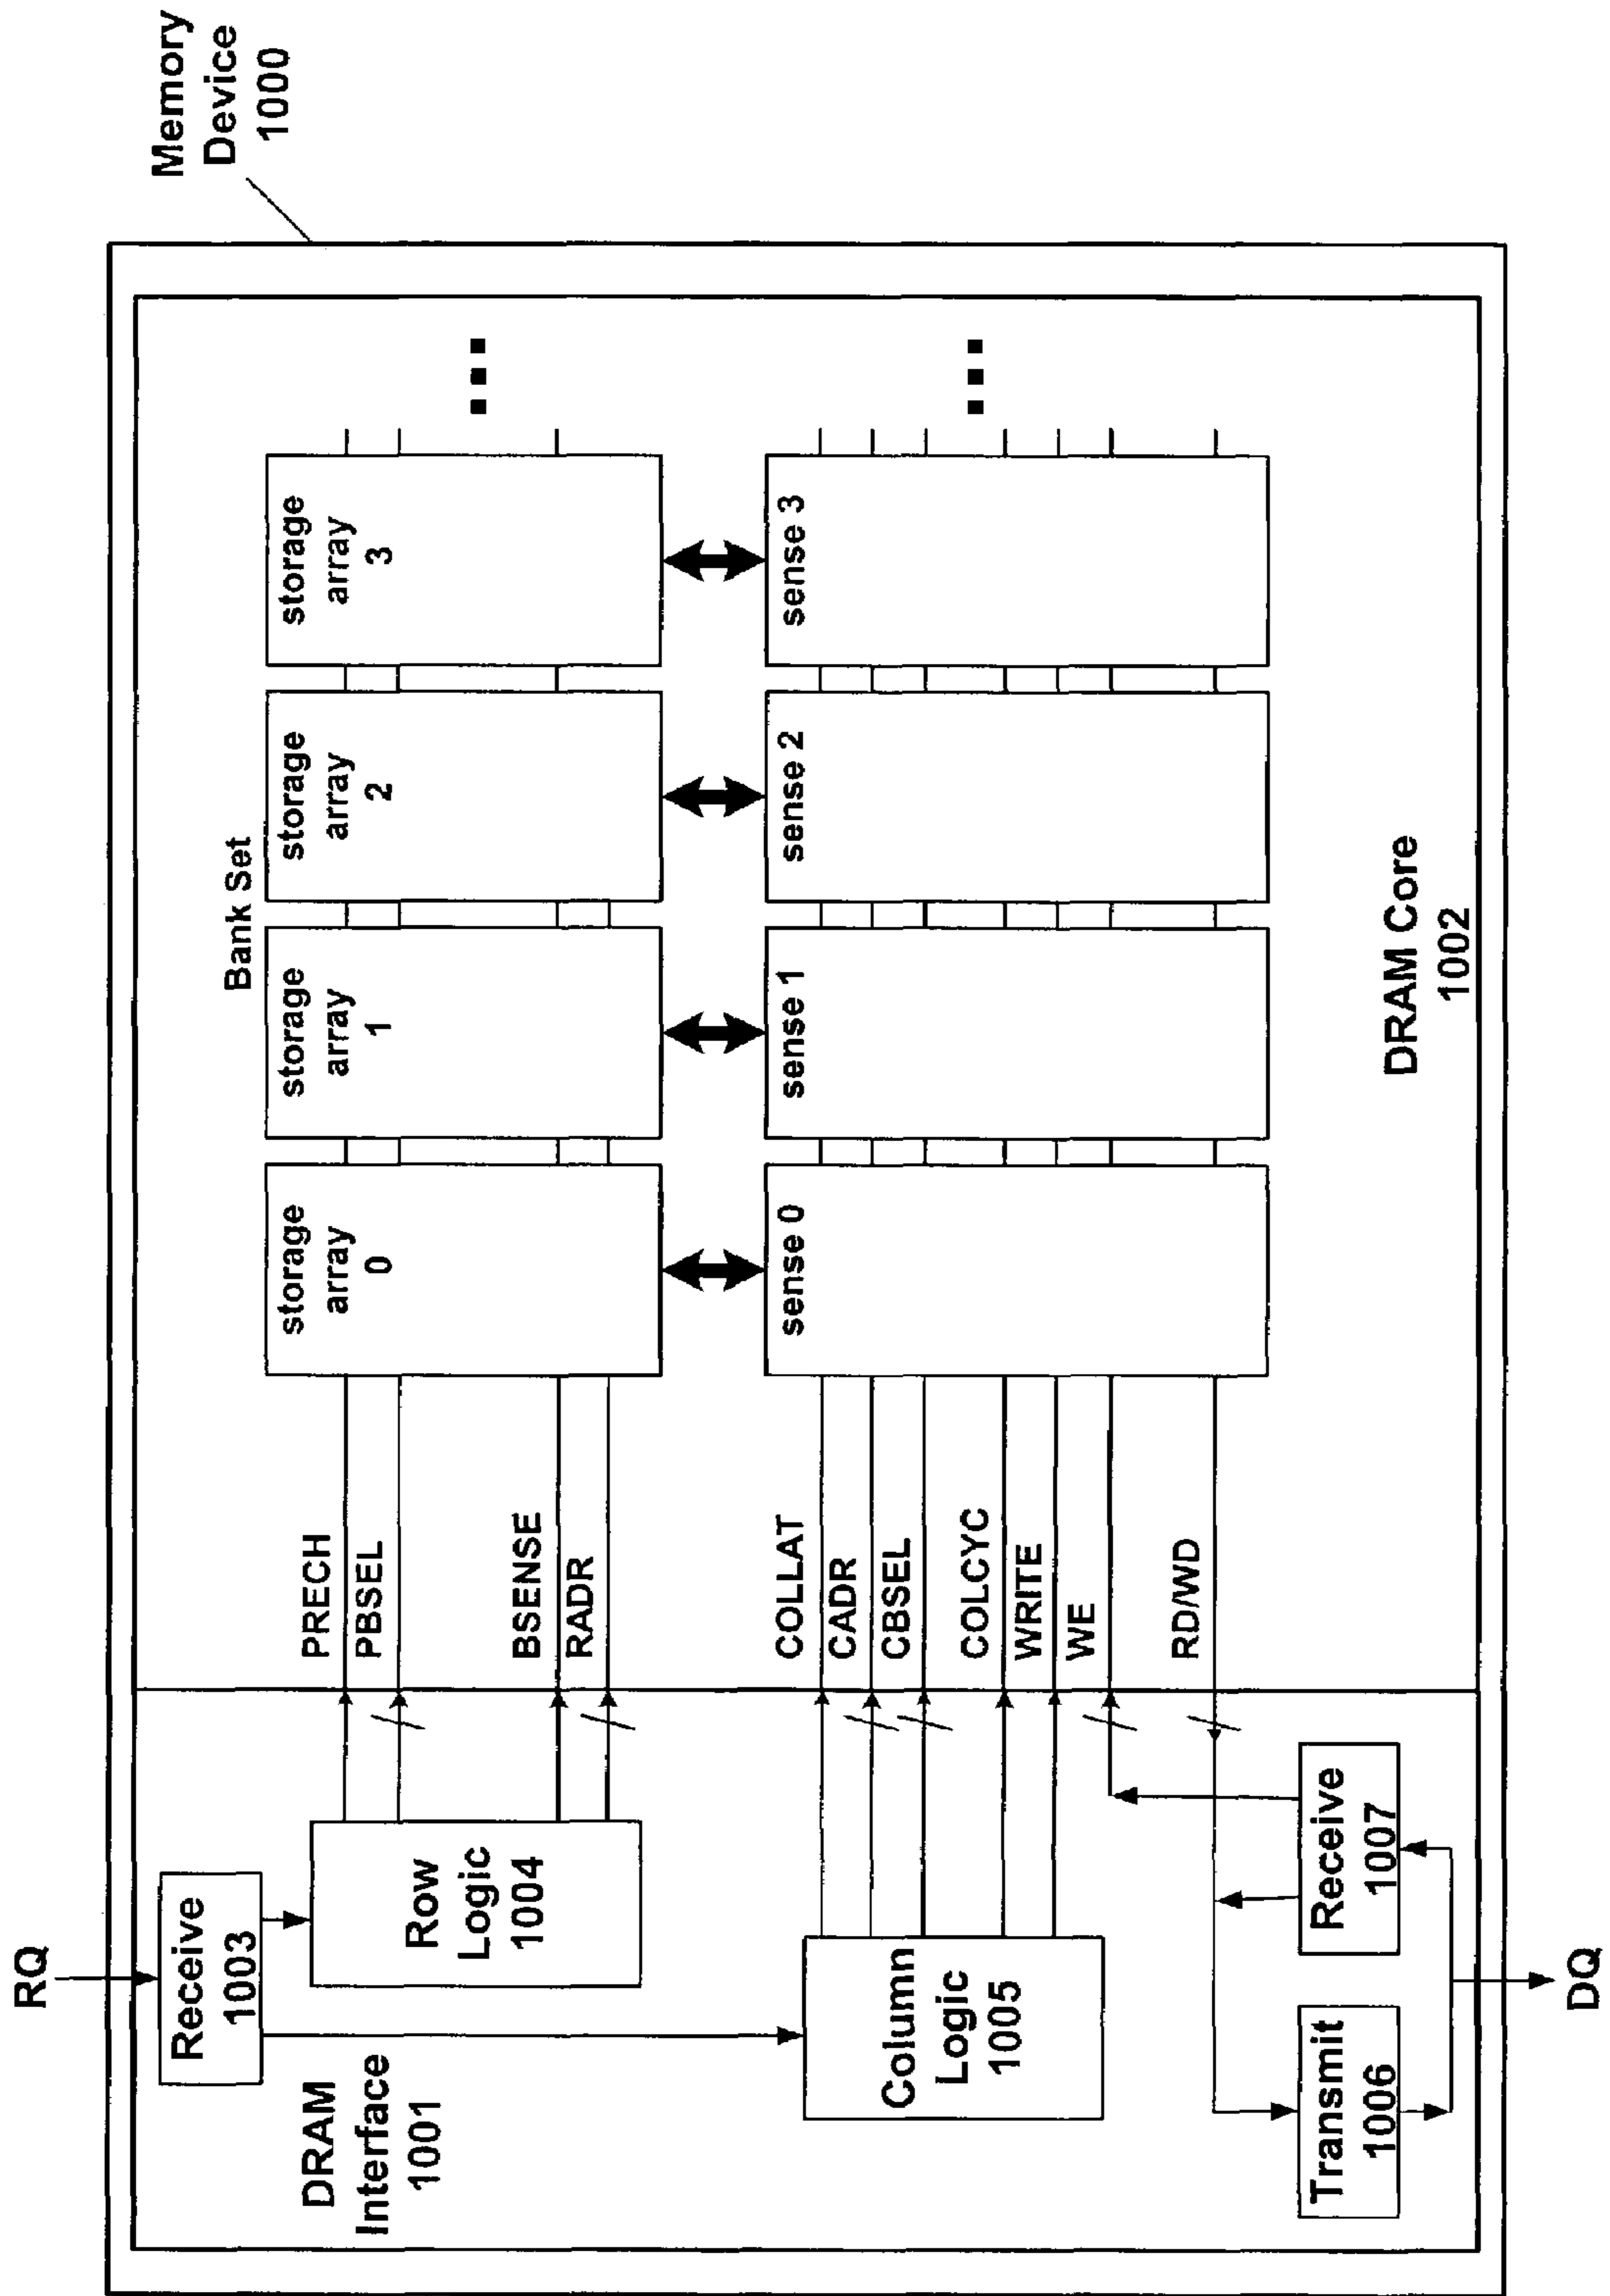 Memory
Device
1000
RQ
Receive
1003
DRAM
Interface
1001
Row
Logic
1004
Column
Logic
1005
Transmit
1006
Receive
1007
DQ
PRECH
PBSEL
BSENSE
RADR
COLLAT
CADR
CBSEL
COLCYC
WRITE
WE
RD/WD
Bank Set
storage
array
0
storage
array
1
storage
array
2
storage
array
3
sense 0
sense 1
sense 2
sense 3
DRAM Core
1002